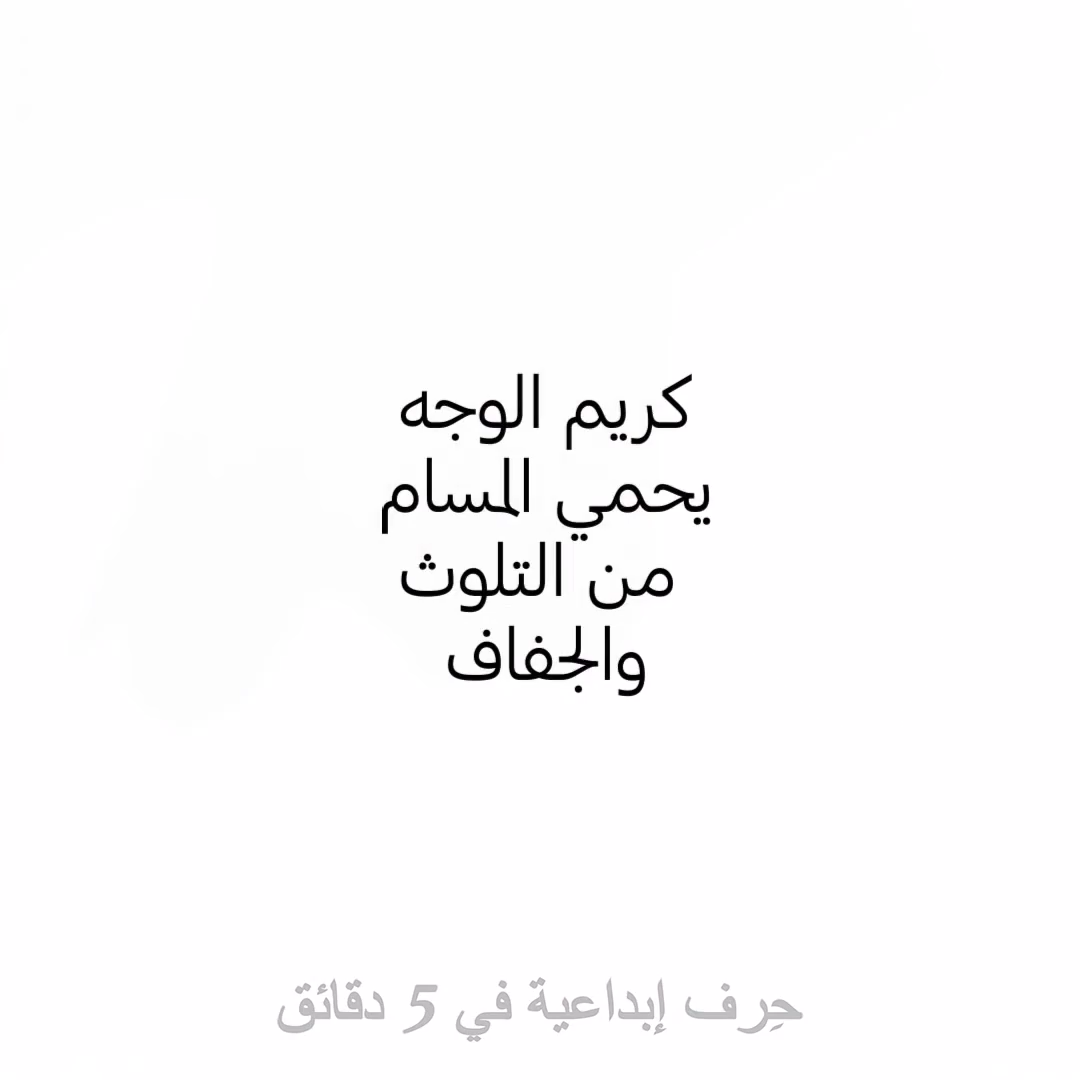 كريم الوجه
يحمي المسام
من التلوث
والجفاف
حِرف إبداعية في 5 دقائق